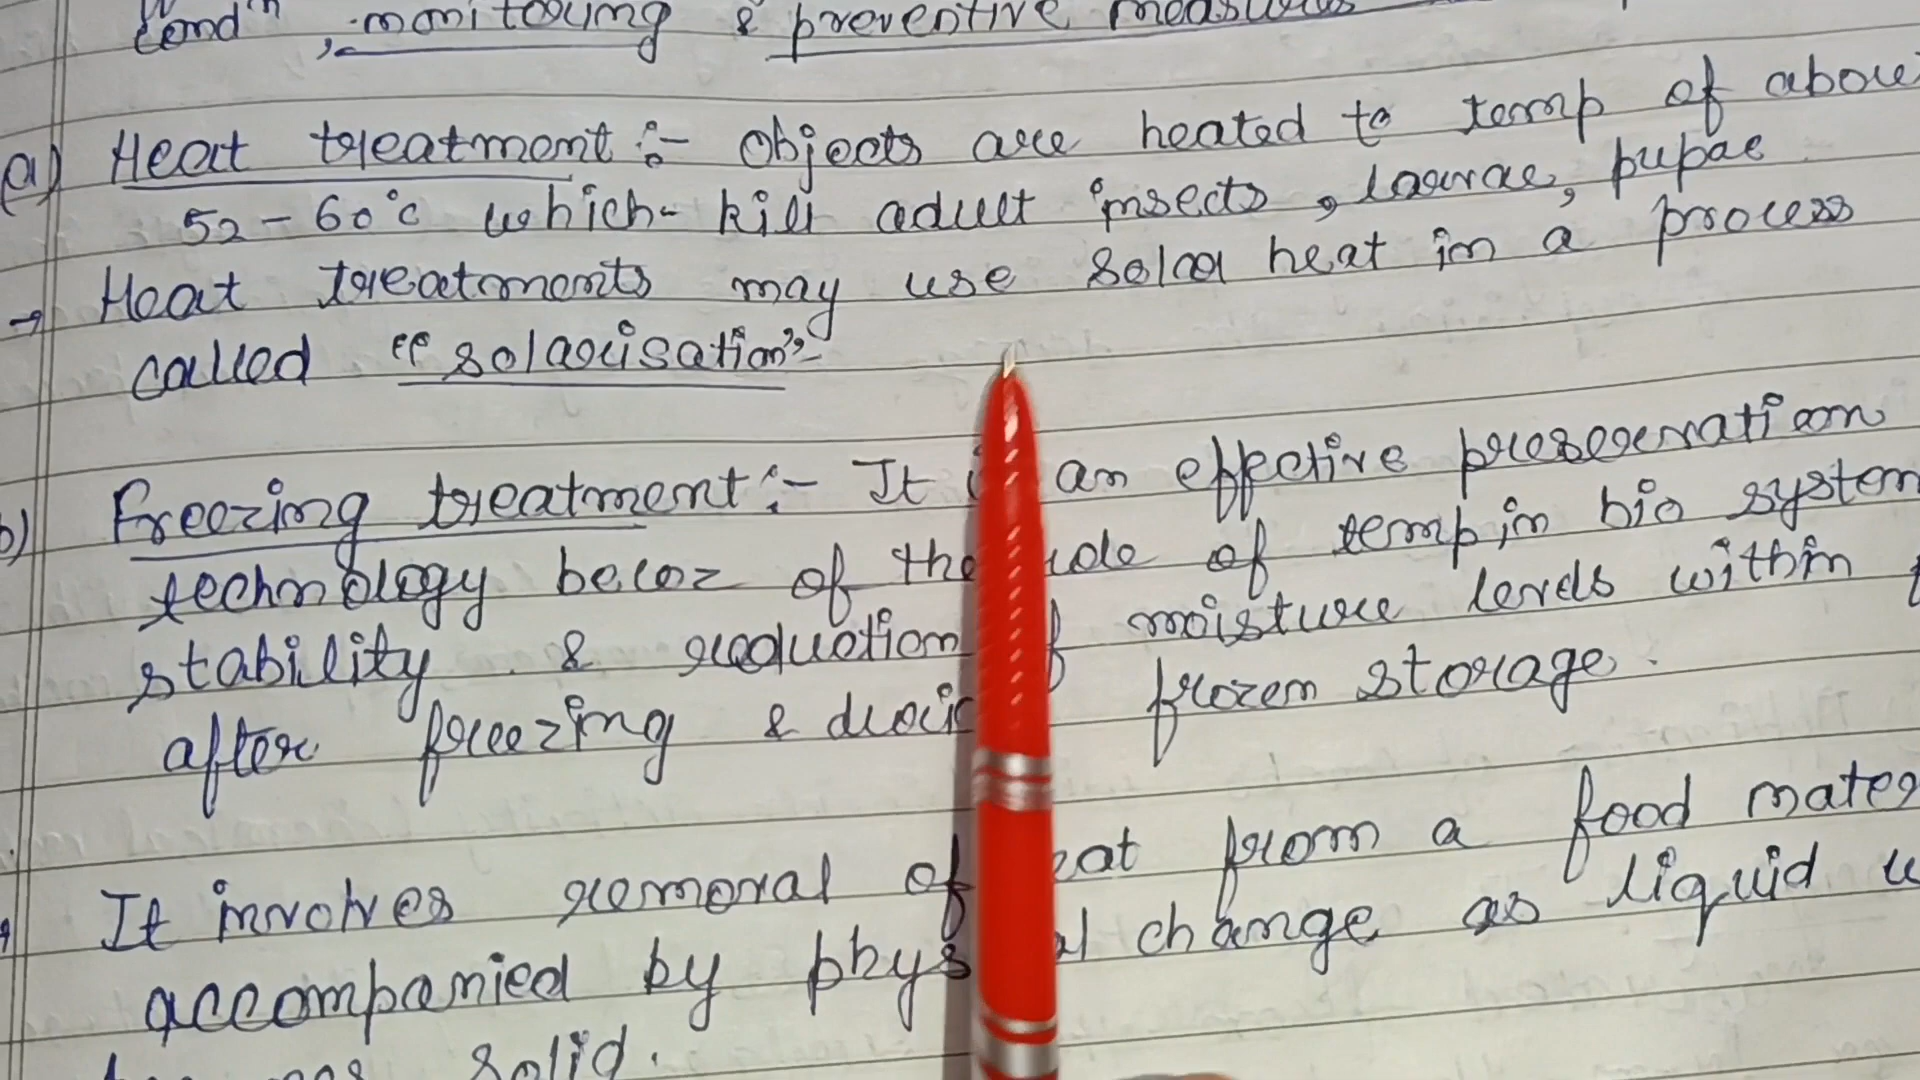 condⁿ, monitoring & preventive measures
a) Heat treatment :- Objects are heated to temp of about
52-60°c which kill adult insects, larvae, pupae
→ Heat treatments may use solar heat in a process
called "solarisation"
b) Freezing treatment :- It is an effective preservation
technology becoz of the role of temp in bio system
stability & reduction of moisture levels within
after freezing & during frozen storage.
It involves removal of heat from a food mater
accompanied by physical change as liquid
solid.